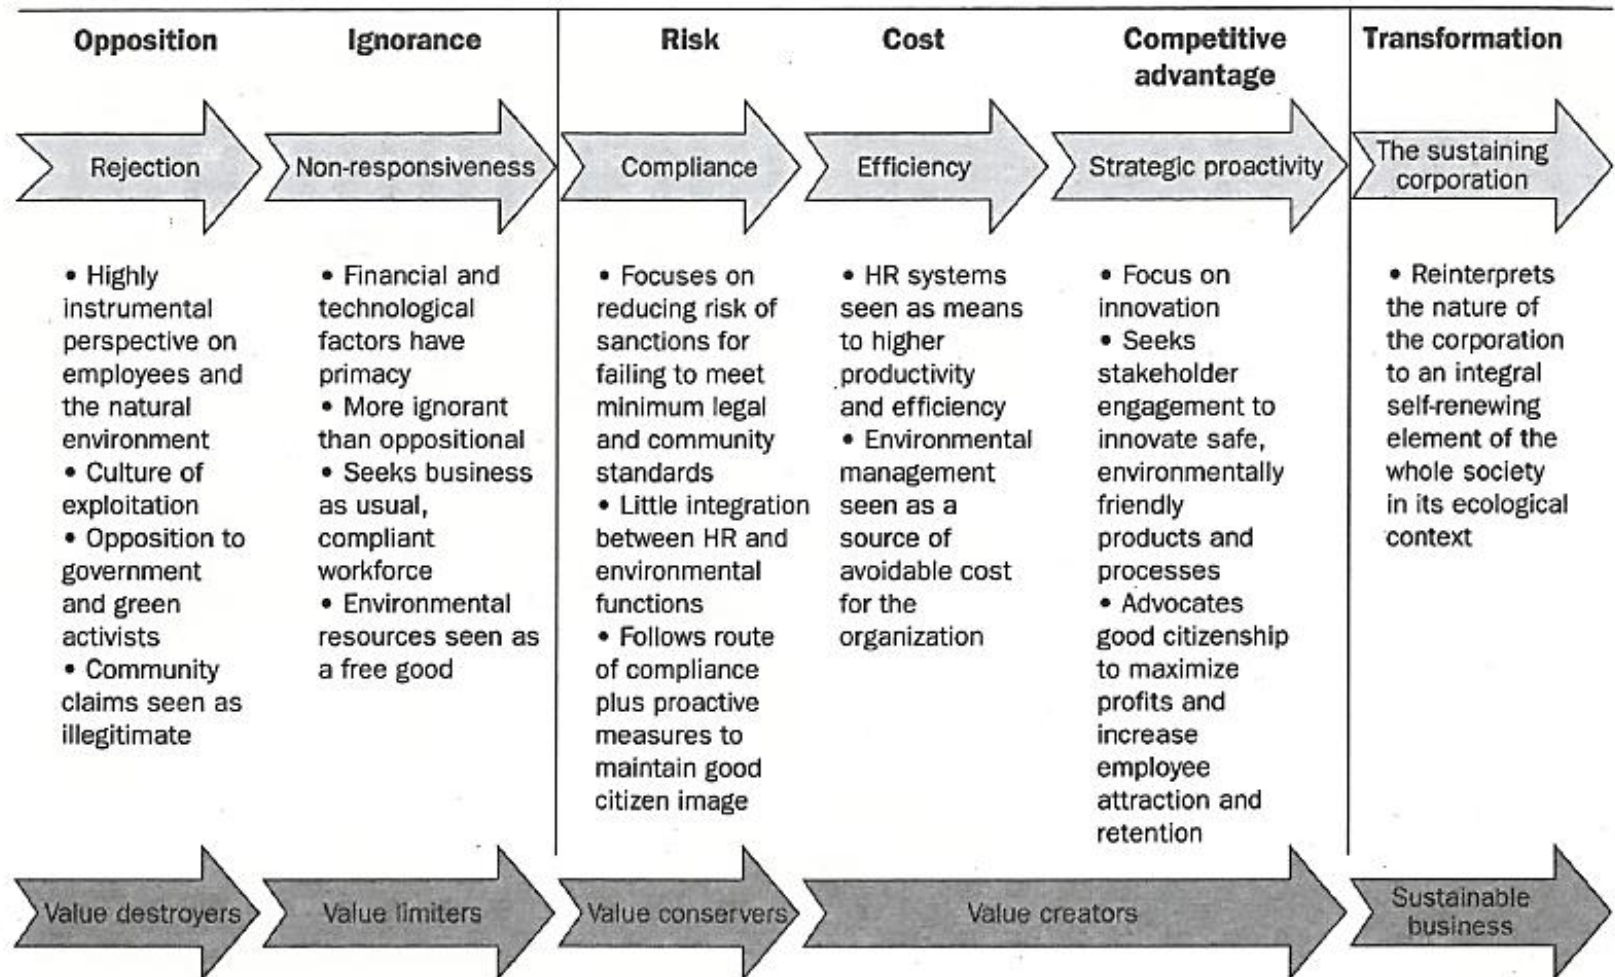 Opposition
Ignorance
Risk
Cost
Competitive
advantage
Transformation
Rejection
Non-responsiveness
Compliance
Efficiency
Strategic proactivity
The sustaining
corporation
• Highly
instrumental
perspective on
employees and
the natural
environment
• Culture of
exploitation
• Opposition to
government
and green
activists
• Community
claims seen as
illegitimate
• Financial and
technological
factors have
primacy
• More ignorant
than oppositional
• Seeks business
as usual,
compliant
workforce
• Environmental
resources seen as
a free good
• Focuses on
reducing risk of
sanctions for
failing to meet
minimum legal
and community
standards
• Little integration
between HR and
environmental
functions
• Follows route
of compliance
plus proactive
measures to
maintain good
citizen image
• HR systems
seen as means
to higher
productivity
and efficiency
• Environmental
management
seen as a
source of
avoidable cost
for the
organization
• Focus on
innovation
• Seeks
stakeholder
engagement to
innovate safe,
environmentally
friendly
products and
processes
• Advocates
good citizenship
to maximize
profits and
increase
employee
attraction and
retention
• Reinterprets
the nature of
the corporation
to an integral
self-renewing
element of the
whole society
in its ecological
context
Value destroyers
Value limiters
Value conservers
Value creators
Sustainable
business